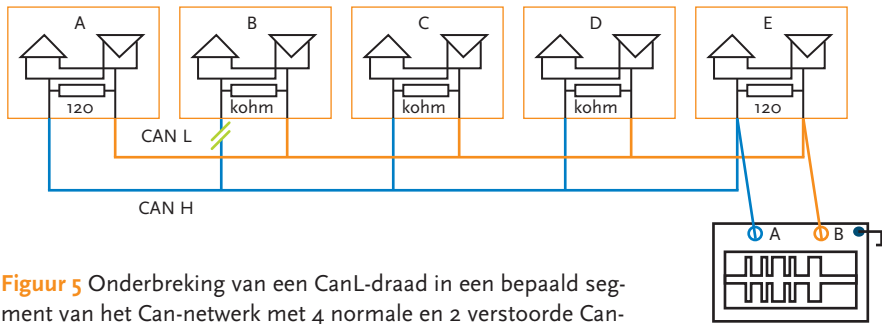 A B C D E
120 kohm kohm kohm 120
CAN L
CAN H
A B
Figuur 5 Onderbreking van een CanL-draad in een bepaald seg-
ment van het Can-netwerk met 4 normale en 2 verstoorde Can-